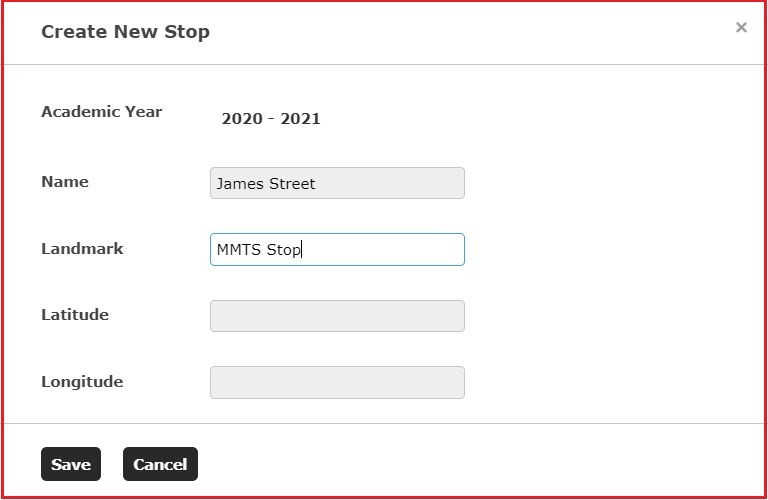 Create New Stop
×
Academic Year 2020 - 2021
Name James Street
Landmark MMTS Stop
Latitude
Longitude
Save Cancel